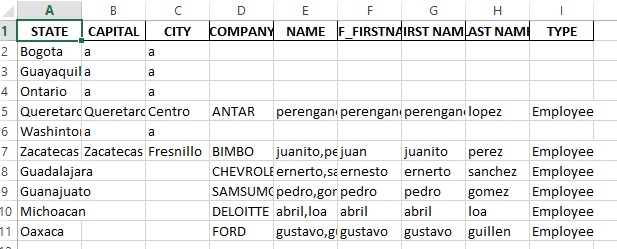 A B C D E F G H I
1 STATE CAPITAL CITY COMPANY NAME F_FIRSTNA IRST NAM LAST NAME TYPE
2 Bogota a a
3 Guayaquil a a
4 Ontario a a
5 Queretaro Queretaro Centro ANTAR perengano perengano perengano lopez Employee
6 Washinton a a
7 Zacatecas Zacatecas Fresnillo BIMBO juanito,pe juan juanito perez Employee
8 Guadalajara CHEVROLE ernerto,sa ernesto ernerto sanchez Employee
9 Guanajuato SAMSUMG pedro,gor pedro pedro gomez Employee
10 Michoacan DELOITTE abril,loa abril abril loa Employee
11 Oaxaca FORD gustavo,gu gustavo gustavo guillen Employee